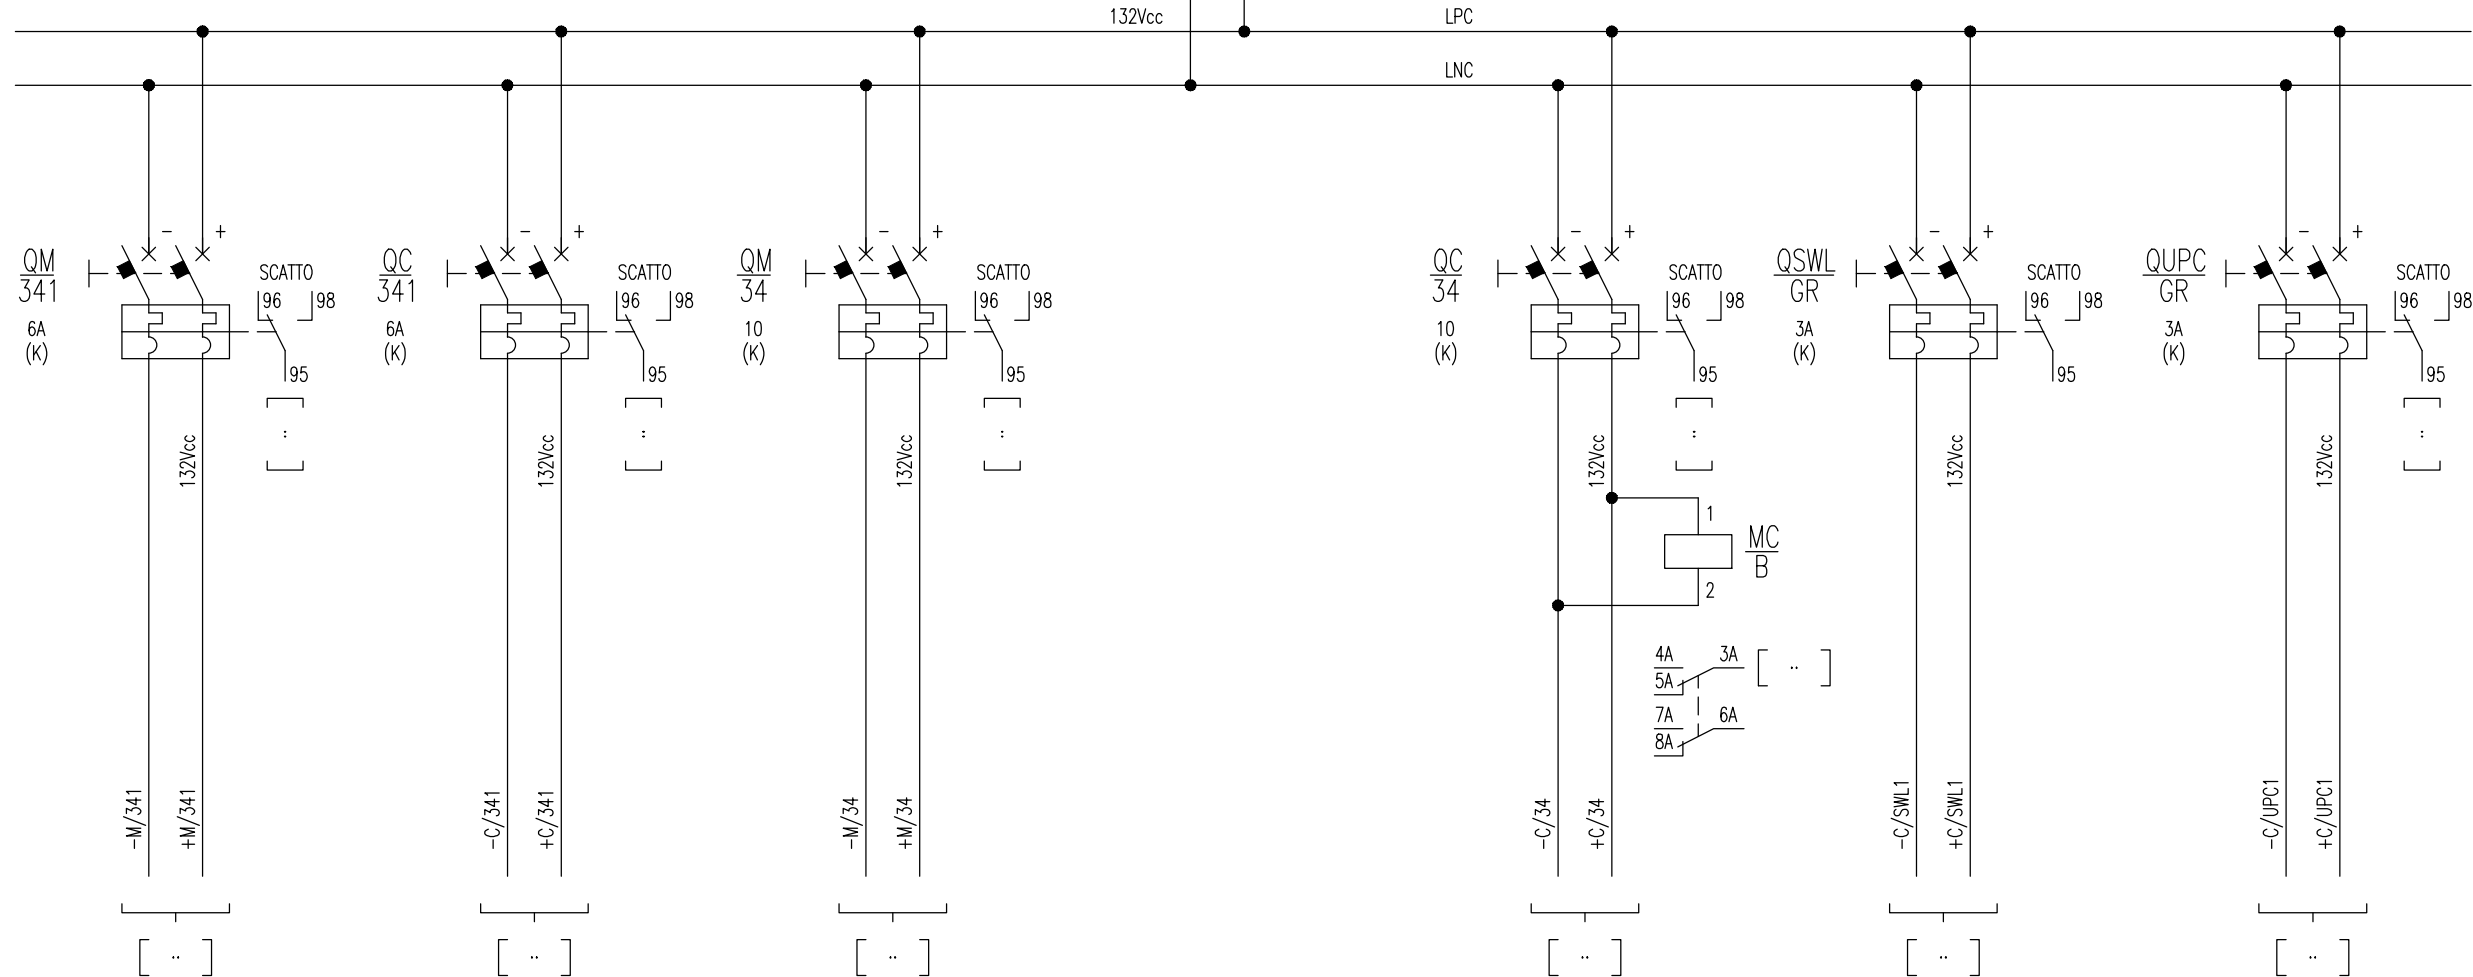 132Vcc LPC
LNC
- + - + - + - + - + - +
QM SCATTO QC SCATTO QM SCATTO QC SCATTO QSWL SCATTO QUPC SCATTO
341 341 34 34 GR GR
96 98 96 98 96 98 96 98 96 98 96 98
6A 6A 10 10 3A 3A
(K) (K) (K) (K) (K) (K)
95 95 95 95 95 95
[ .. ] [ .. ] [ .. ] [ .. ] [ .. ]
132Vcc 132Vcc 132Vcc 132Vcc 132Vcc 132Vcc
1
MC
B
2
4A 3A [ .. ]
5A
7A 6A
8A
-M/341 +M/341 -C/341 +C/341 -M/34 +M/34 -C/34 +C/34 -C/SWL1 +C/SWL1 -C/UPC1 +C/UPC1
[ .. ] [ .. ] [ .. ] [ .. ] [ .. ] [ .. ]